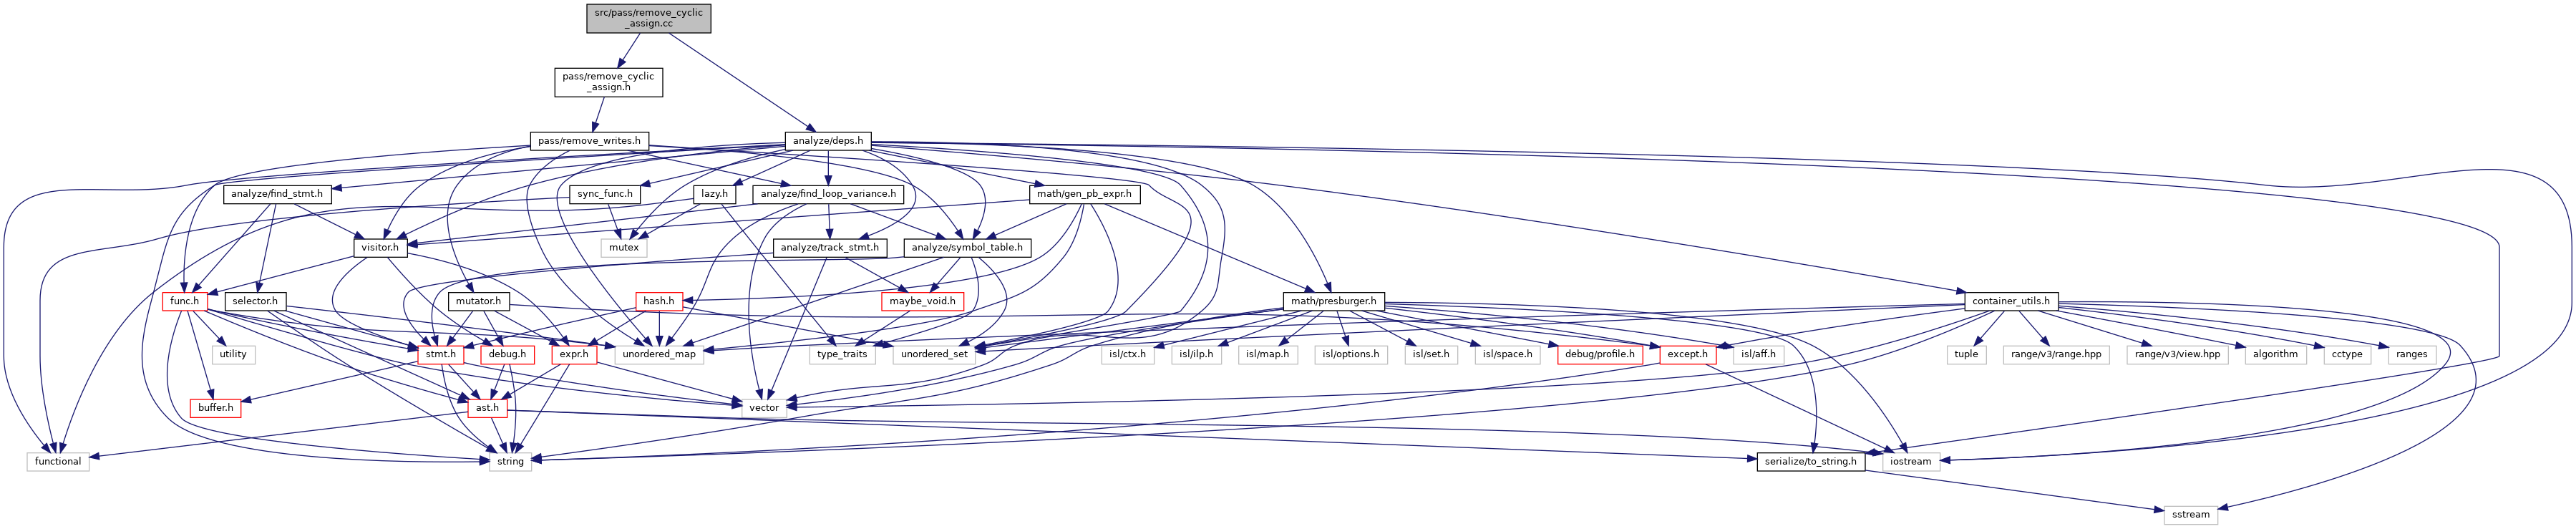 src/pass/remove_cyclic
_assign.cc
pass/remove_cyclic
_assign.h
pass/remove_writes.h
analyze/deps.h
analyze/find_stmt.h
sync_func.h
lazy.h
analyze/find_loop_variance.h
math/gen_pb_expr.h
visitor.h
mutex
analyze/track_stmt.h
analyze/symbol_table.h
func.h
selector.h
mutator.h
hash.h
maybe_void.h
math/presburger.h
container_utils.h
utility
stmt.h
debug.h
expr.h
unordered_map
type_traits
unordered_set
isl/ctx.h
isl/ilp.h
isl/map.h
isl/options.h
isl/set.h
isl/space.h
debug/profile.h
except.h
isl/aff.h
tuple
range/v3/range.hpp
range/v3/view.hpp
algorithm
cctype
ranges
buffer.h
ast.h
vector
functional
string
serialize/to_string.h
iostream
sstream